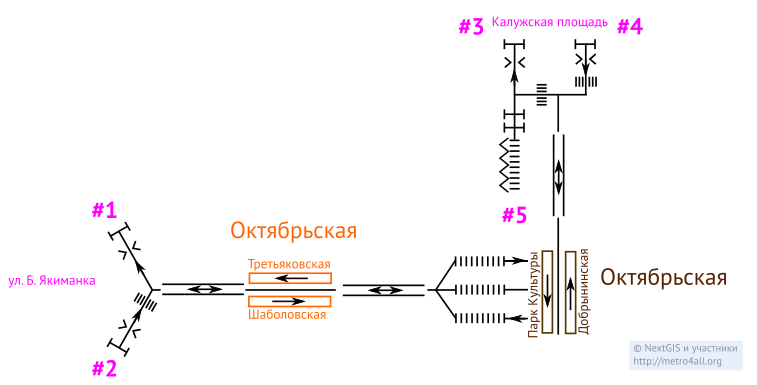 #3 Калужская площадь #4
#5
#1
Октябрьская
Третьяковская
ул. Б. Якиманка
Шаболовская
#2
Парк Культуры
Добрынинская
Октябрьская
© NextGIS и участники
http://metro4all.org